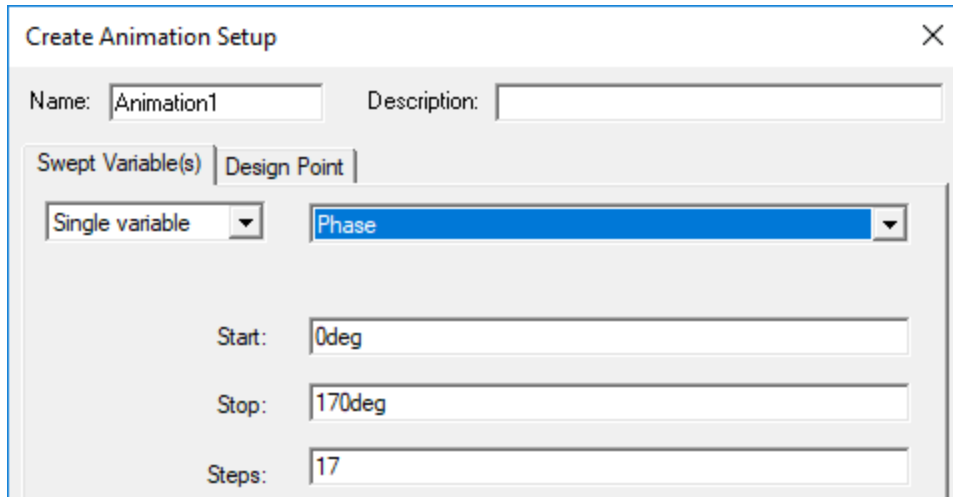 Create Animation Setup
Name: Animation1 Description:
Swept Variable(s) Design Point
Single variable Phase
Start: 0deg
Stop: 170deg
Steps: 17